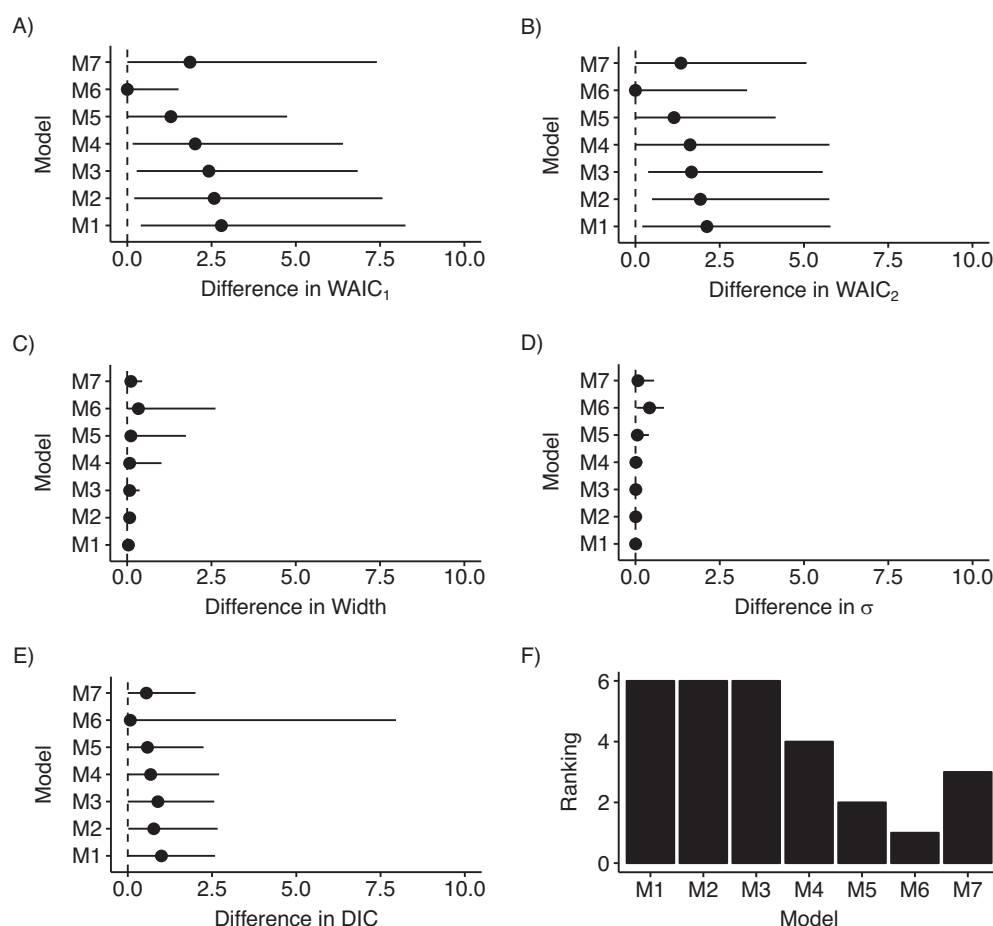 A)
Model
M7
M6
M5
M4
M3
M2
M1
0.0 2.5 5.0 7.5 10.0
Difference in WAIC₁
B)
Model
M7
M6
M5
M4
M3
M2
M1
0.0 2.5 5.0 7.5 10.0
Difference in WAIC₂
C)
Model
M7
M6
M5
M4
M3
M2
M1
0.0 2.5 5.0 7.5 10.0
Difference in Width
D)
Model
M7
M6
M5
M4
M3
M2
M1
0.0 2.5 5.0 7.5 10.0
Difference in σ
E)
Model
M7
M6
M5
M4
M3
M2
M1
0.0 2.5 5.0 7.5 10.0
Difference in DIC
F)
Ranking
6
4
2
0
M1 M2 M3 M4 M5 M6 M7
Model